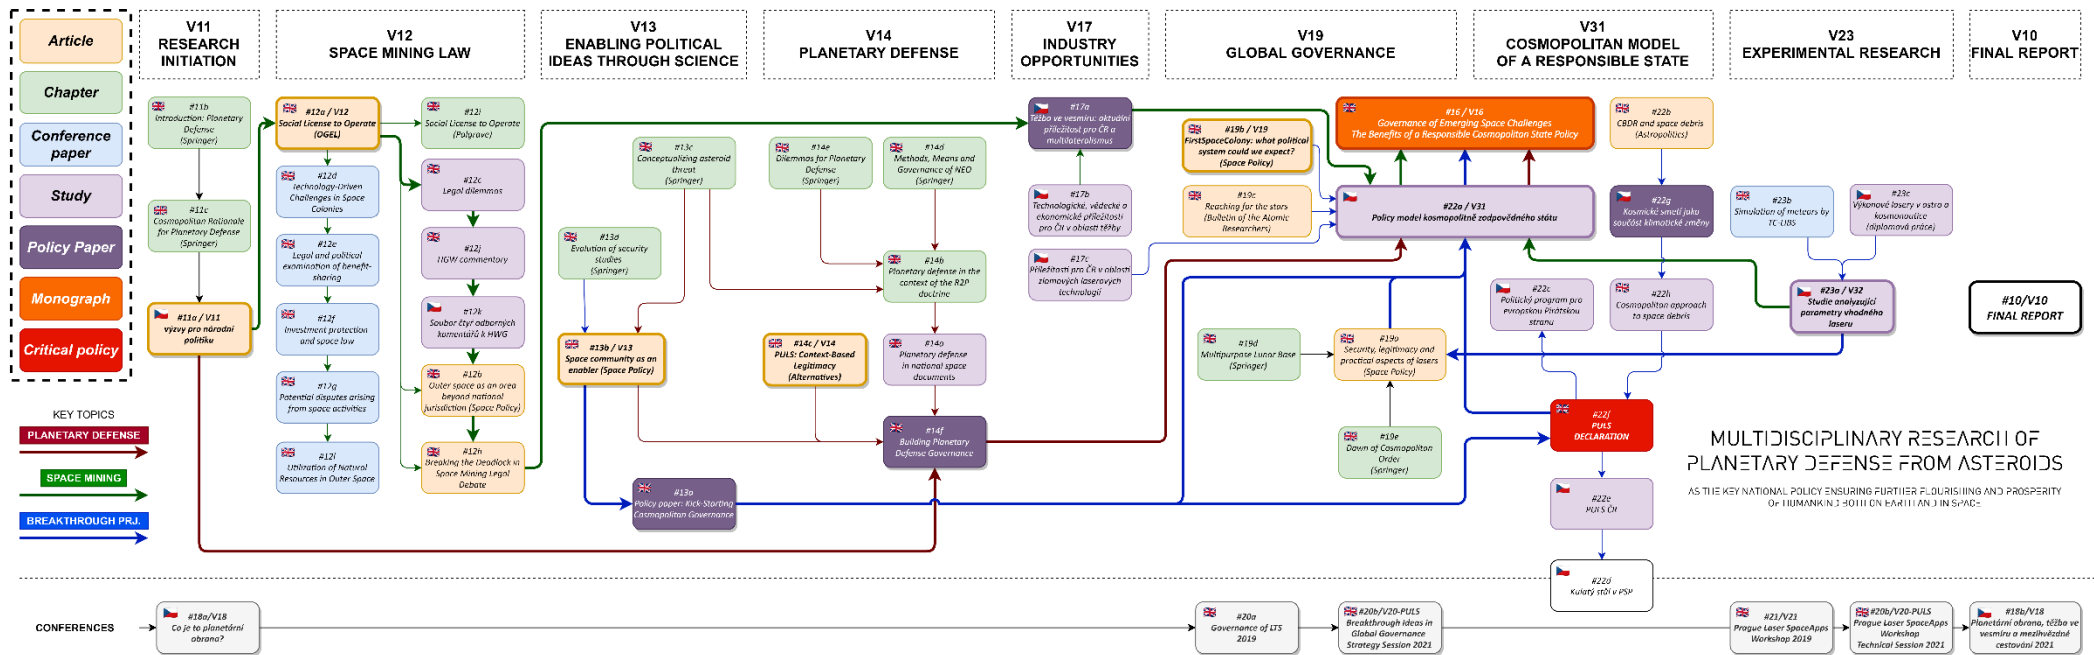 Article
Chapter
Conference
paper
Study
Policy Paper
Monograph
Critical policy
KEY TOPICS
PLANETARY DEFENSE
SPACE MINING
BREAKTHROUGH PRJ.
V11
RESEARCH
INITIATION
V12
SPACE MINING LAW
V13
ENABLING POLITICAL
IDEAS THROUGH SCIENCE
V14
PLANETARY DEFENSE
V17
INDUSTRY
OPPORTUNITIES
V19
GLOBAL GOVERNANCE
V31
COSMOPOLITAN MODEL
OF A RESPONSIBLE STATE
V23
EXPERIMENTAL RESEARCH
V10
FINAL REPORT
#11b
Introduction: Planetary
Defense
(Springer)
#11c
Cosmopolitan Rationale
for Planetary Defense
(Springer)
#11a / V11
výzvy pro národní
politiku
#12a / V12
Social License to Operate
(OGEL)
#12d
Technology-Driven
Challenges in Space
Colonies
#12e
Legal and political
examination of benefit-
sharing
#12f
Investment protection
and space law
#12g
Potential disputes arising
from space activities
#12l
Utilization of Natural
Resources in Outer Space
#12i
Social License to Operate
(Palgrave)
#12c
Legal dilemmas
#12j
HGW commentary
#12k
Soubor čtyř odborných
komentářů k HWG
#12b
Outer space as an area
beyond national
jurisdiction (Space Policy)
#12h
Breaking the Deadlock in
Space Mining Legal
Debate
#13c
Conceptualizing asteroid
threat
(Springer)
#13d
Evolution of security
studies
(Springer)
#13b / V13
Space community as an
enabler (Space Policy)
#13a
Policy paper: Kick-Starting
Cosmopolitan Governance
#14e
Dilemmas for Planetary
Defense
(Springer)
#14d
Methods, Means and
Governance of NEO
(Springer)
#14b
Planetary defense in the
context of the R2P
doctrine
#14c / V14
PULS: Context-Based
Legitimacy
(Alternatives)
#14a
Planetary defense
in national space
documents
#14f
Building Planetary
Defense Governance
#17a
Těžba ve vesmíru: aktuální
příležitost pro ČR a
multilateralismus
#17b
Technologické, vědecké a
ekonomické příležitosti
pro ČR v oblasti těžby
#17c
Příležitosti pro ČR v oblasti
zlomových laserových
technologií
#19b / V19
FirstSpaceColony: what political
system could we expect?
(Space Policy)
#19c
Reaching for the stars
(Bulletin of the Atomic
Researchers)
#19d
Multipurpose Lunar Base
(Springer)
#19a
Security, legitimacy and
practical aspects of lasers
(Space Policy)
#19e
Dawn of Cosmopolitan
Order
(Springer)
#16 / V16
Governance of Emerging Space Challenges
The Benefits of a Responsible Cosmopolitan State Policy
#22a / V31
Policy model kosmopolitně zodpovědného státu
#22b
CBDR and space debris
(Astropolitics)
#22g
Kosmické smetí jako
součást klimatické změny
#22c
Politický program pro
evropskou Pirátskou
stranu
#22h
Cosmopolitan approach
to space debris
#22f
PULS
DECLARATION
#22e
PULS ČR
#22d
Kulatý stůl v PSP
#23b
Simulation of meteors by
TC-LIBS
#23c
Výkonové lasery v astro a
kosmonautice
(diplomová práce)
#23a / V32
Studie analyzující
parametry vhodného
laseru
#10/V10
FINAL REPORT
MULTIDISCIPLINARY RESEARCH OF
PLANETARY DEFENSE FROM ASTEROIDS
AS THE KEY NATIONAL POLICY ENSURING FURTHER FLOURISHING AND PROSPERITY
OF HUMANKIND BOTH ON EARTH AND IN SPACE
CONFERENCES
#18a/V18
Co je to planetární
obrana?
#20a
Governance of LTS
2019
#20b/V20-PULS
Breakthrough Ideas in
Global Governance
Strategy Session 2021
#21/V21
Prague Laser SpaceApps
Workshop 2019
#20b/V20-PULS
Prague Laser SpaceApps
Workshop
Technical Session 2021
#18b/V18
Planetární obrana, těžba ve
vesmíru a mezihvězdné
cestování 2021